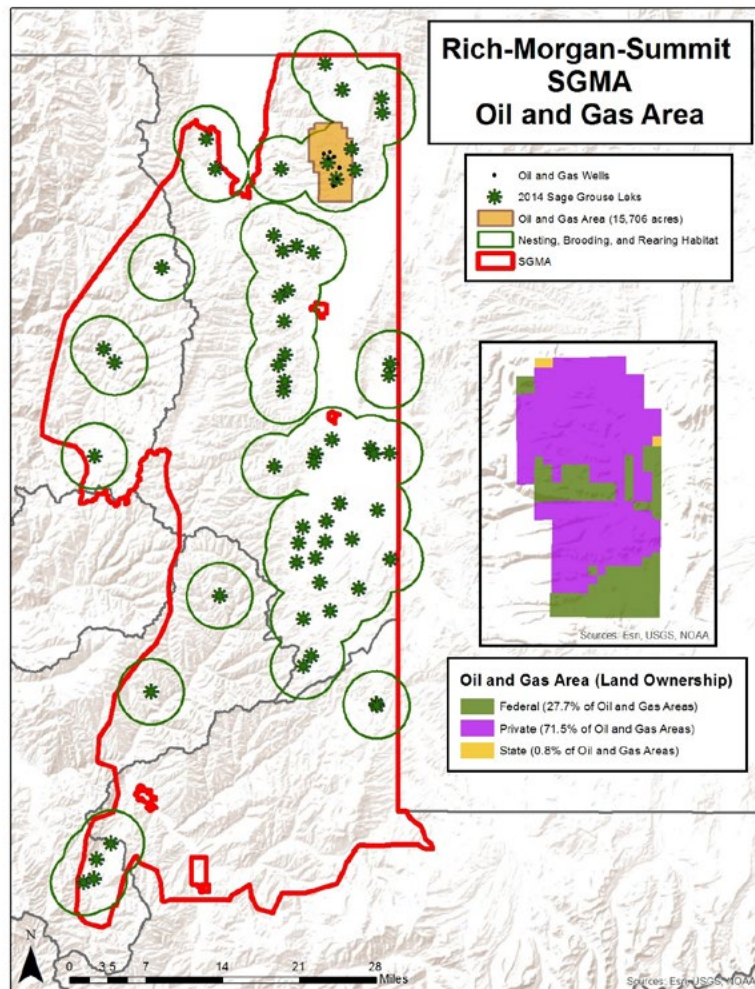 Rich-Morgan-Summit
SGMA
Oil and Gas Area
Oil and Gas Wells
2014 Sage Grouse Leks
Oil and Gas Area (15,706 acres)
Nesting, Brooding, and Rearing Habitat
SGMA
Sources: Esri, USGS, NOAA
Oil and Gas Area (Land Ownership)
Federal (27.7% of Oil and Gas Areas)
Private (71.5% of Oil and Gas Areas)
State (0.8% of Oil and Gas Areas)
N
0 3.5 7 14 21 28
Miles
Sources: Esri, USGS, NOAA